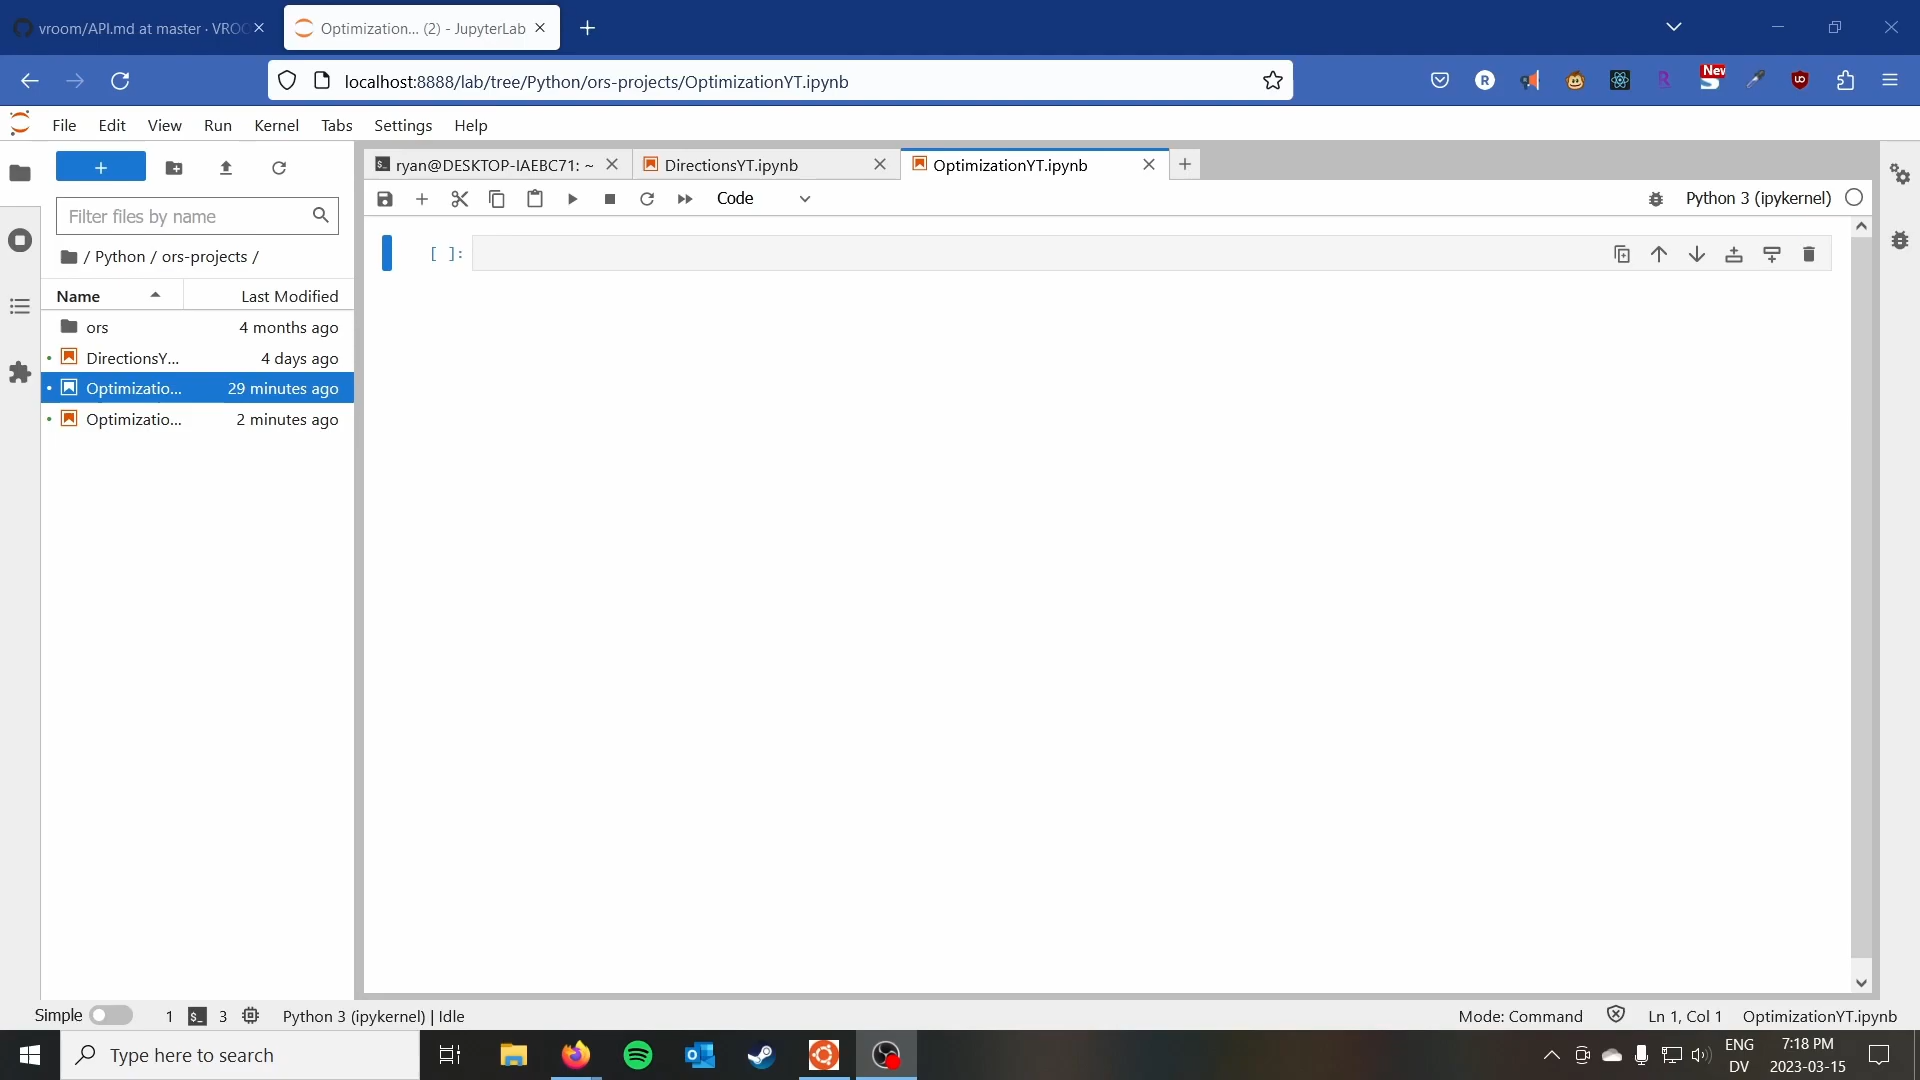 vroom/API.md at master · VROO
Optimization... (2) - JupyterLab
localhost:8888/lab/tree/Python/ors-projects/OptimizationYT.ipynb
R
R
New
File Edit View Run Kernel Tabs Settings Help
ryan@DESKTOP-IAEBC71: ~
DirectionsYT.ipynb
OptimizationYT.ipynb
Code
Python 3 (ipykernel)
Filter files by name
/ Python / ors-projects /
Name Last Modified
ors 4 months ago
DirectionsY... 4 days ago
Optimizatio... 29 minutes ago
Optimizatio... 2 minutes ago
[ ]:
Simple 1 $_ 3 Python 3 (ipykernel) | Idle
Mode: Command Ln 1, Col 1 OptimizationYT.ipynb
Type here to search
ENG
DV
7:18 PM
2023-03-15